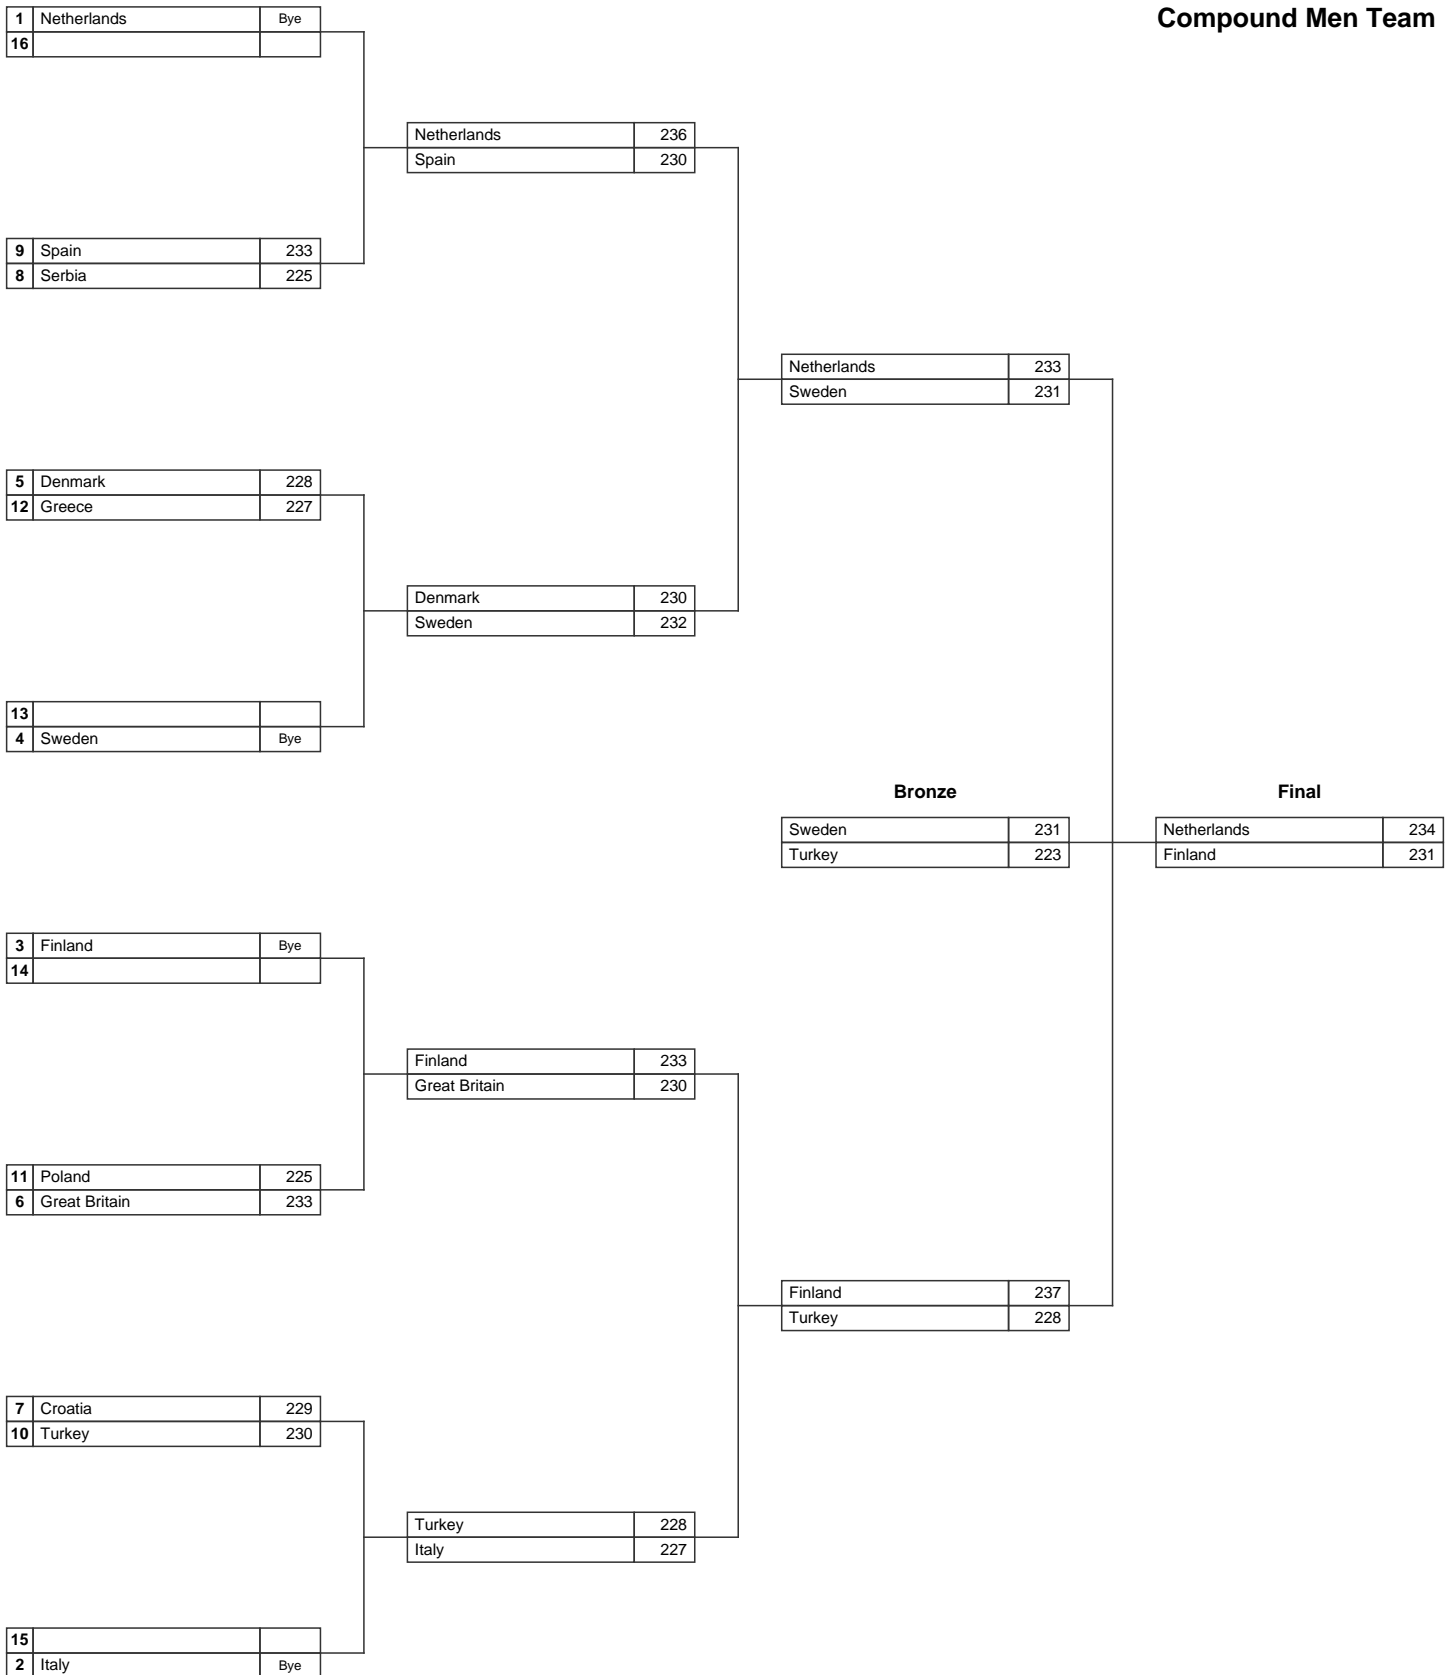 Compound Men Team
1 Netherlands Bye
16
Netherlands 236
Spain 230
9 Spain 233
8 Serbia 225
Netherlands 233
Sweden 231
5 Denmark 228
12 Greece 227
Denmark 230
Sweden 232
13
4 Sweden Bye
Bronze Final
Sweden 231 Netherlands 234
Turkey 223 Finland 231
3 Finland Bye
14
Finland 233
Great Britain 230
11 Poland 225
6 Great Britain 233
Finland 237
Turkey 228
7 Croatia 229
10 Turkey 230
Turkey 228
Italy 227
15
2 Italy Bye